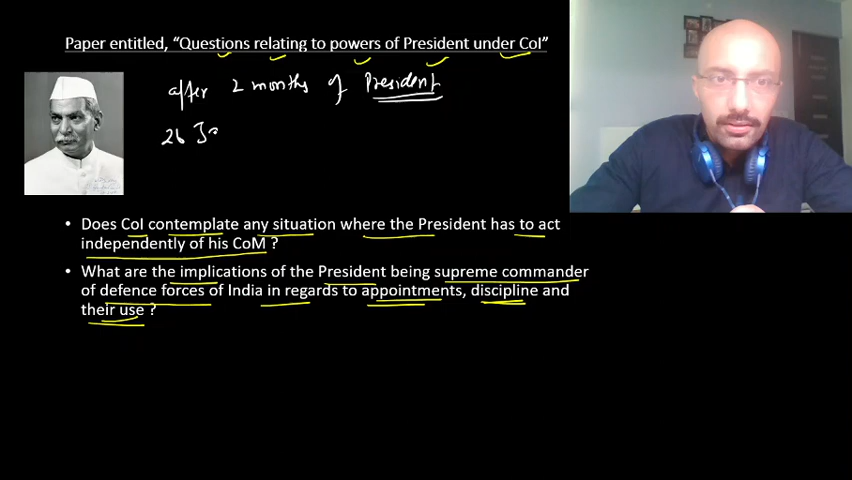 Paper entitled, “Questions relating to powers of President under CoI”
after 2 months of President
26 Ja
• Does CoI contemplate any situation where the President has to act
independently of his CoM ?
• What are the implications of the President being supreme commander
of defence forces of India in regards to appointments, discipline and
their use ?